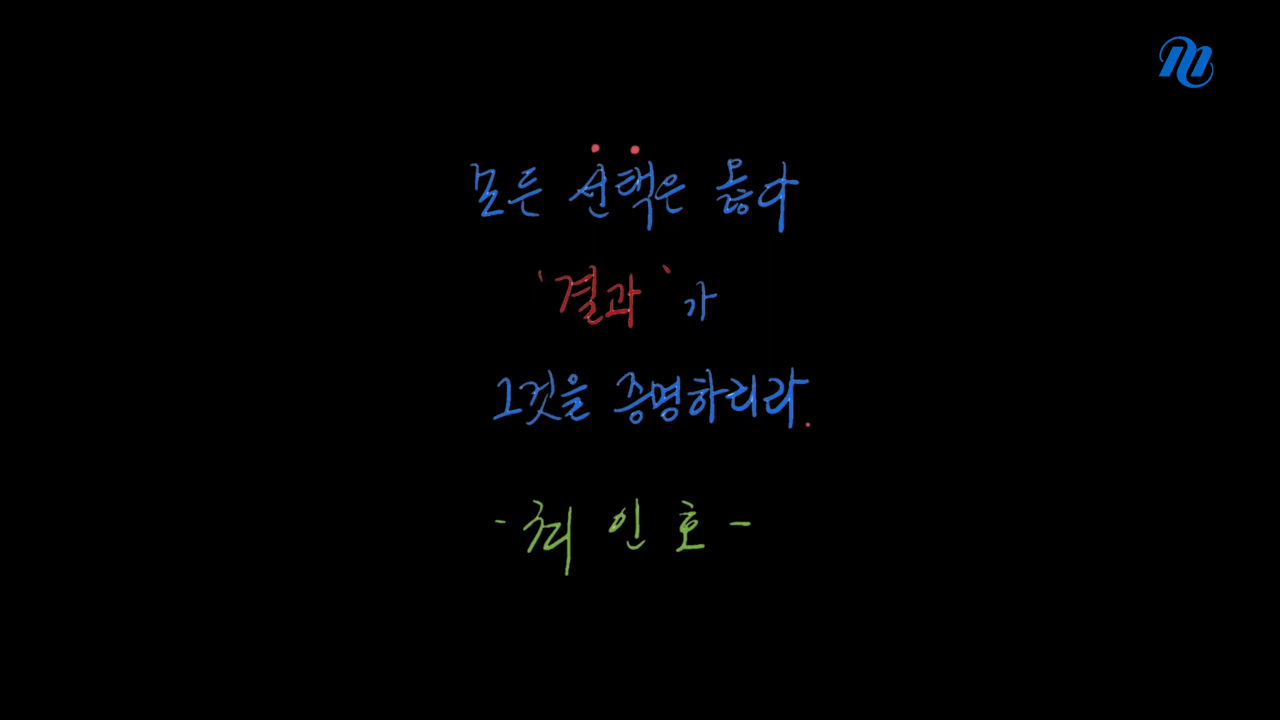 모든 선택은 옳다
'결과'가
그것을 증명하리라.
- 최인호 -